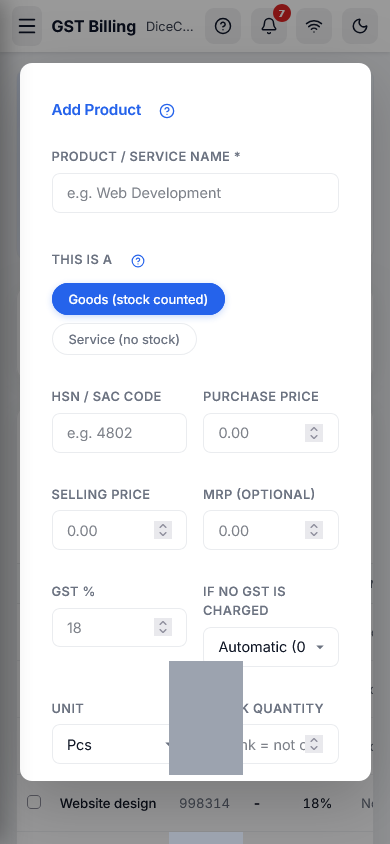 GST Billing DiceC... 7
Add Product
PRODUCT / SERVICE NAME *
e.g. Web Development
THIS IS A
Goods (stock counted)
Service (no stock)
HSN / SAC CODE PURCHASE PRICE
e.g. 4802 0.00
SELLING PRICE MRP (OPTIONAL)
0.00 0.00
GST % IF NO GST IS
CHARGED
18 Automatic (0
UNIT QUANTITY
Pcs = not
Website design 998314 - 18%